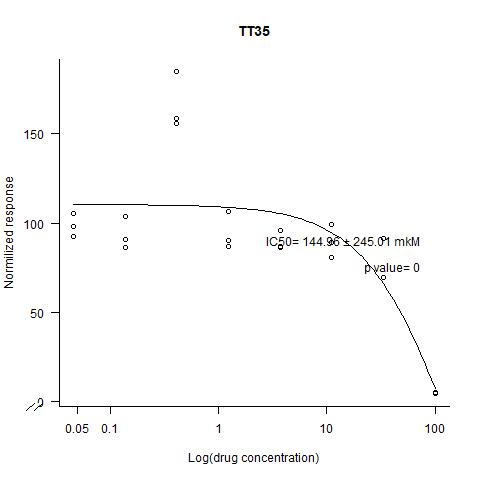 TT35
Normilized response
150
100
50
0
IC50= 144.96 ± 245.01 mkM
p value= 0
0.05 0.1 1 10 100
Log(drug concentration)